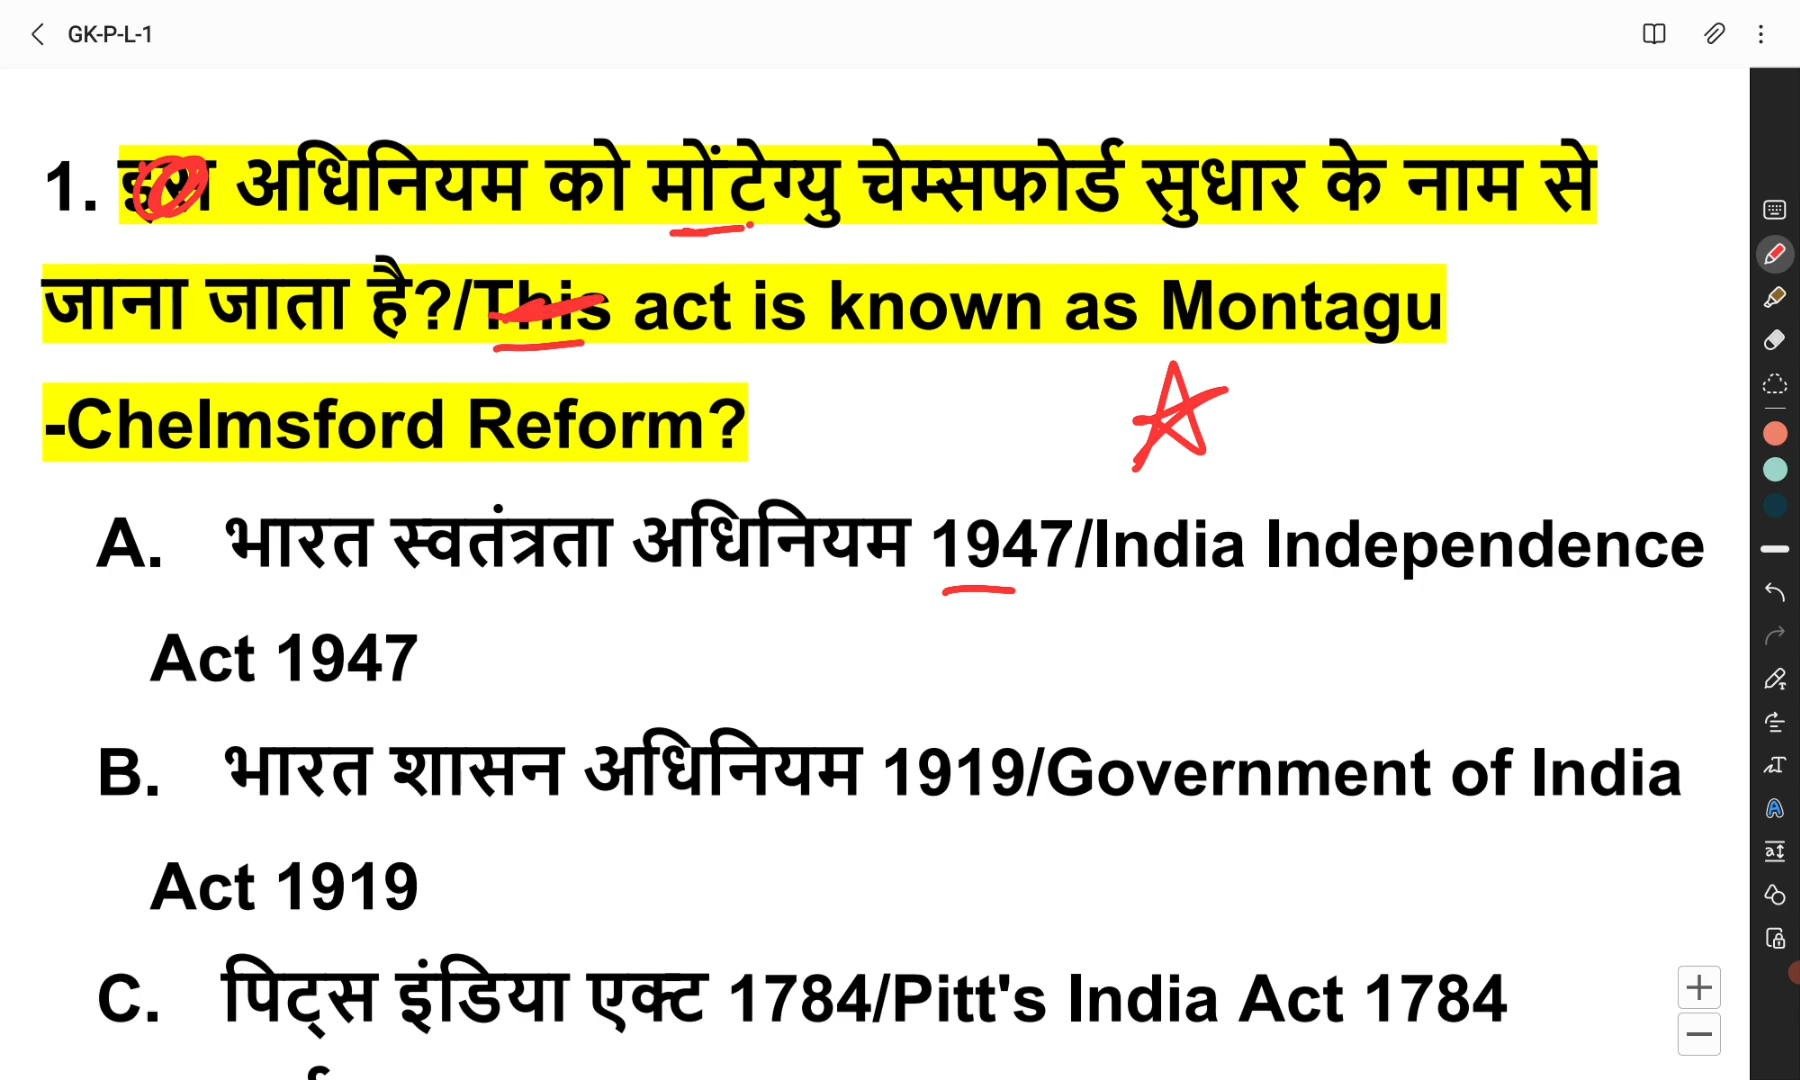 GK-P-L-1
1. इस अधिनियम को मोंटेग्यु चेम्सफोर्ड सुधार के नाम से
जाना जाता है?/This act is known as Montagu
-Chelmsford Reform?
A. भारत स्वतंत्रता अधिनियम 1947/India Independence
Act 1947
B. भारत शासन अधिनियम 1919/Government of India
Act 1919
C. पिट्स इंडिया एक्ट 1784/Pitt's India Act 1784